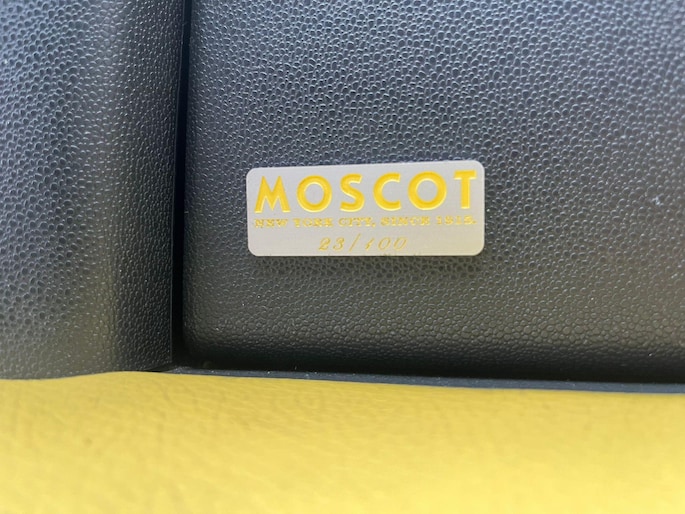 MOSCOT
NEW YORK CITY, SINCE 1915.
23/100